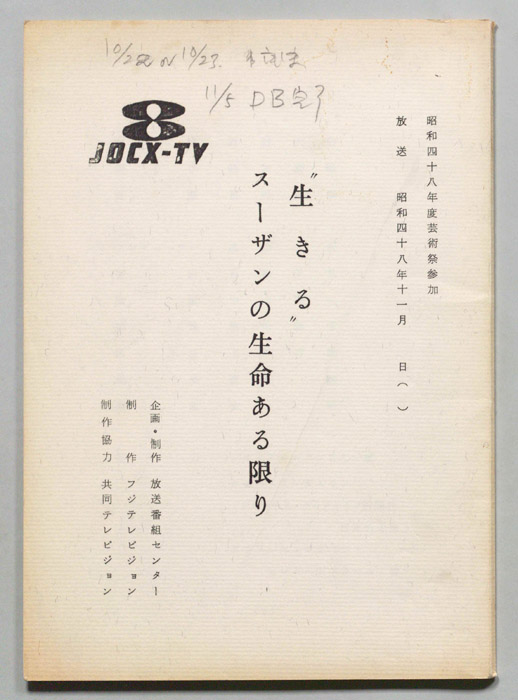 10/22 or 10/23.
11/5 DB完了
JOCX-TV
昭和四十八年度芸術祭参加
放送 昭和四十八年十一月 日( )
〝生きる〟
スーザンの生命ある限り
企画・制作 放送番組センター
制作 フジテレビジョン
制作協力 共同テレビジョン